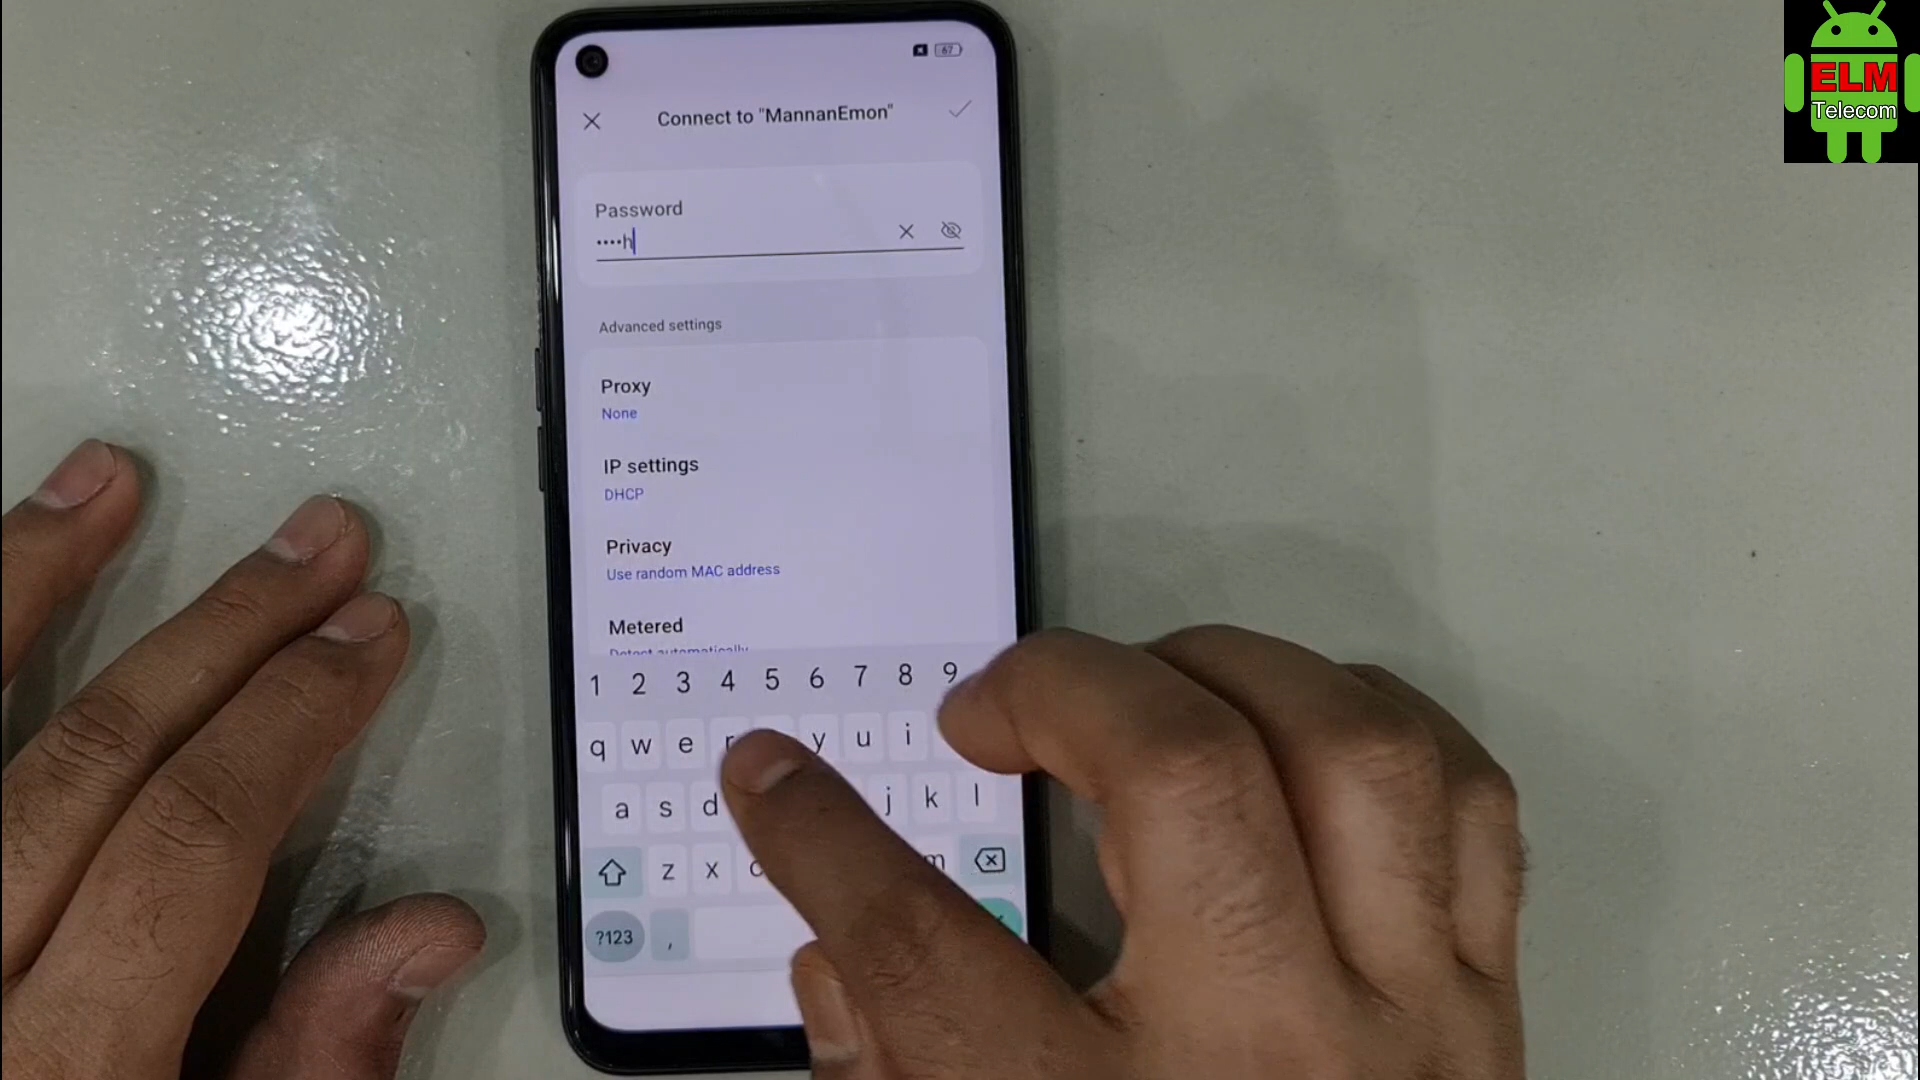 67
ELM
Telecom
Connect to "MannanEmon"
Password
••••h
Advanced settings
Proxy
None
IP settings
DHCP
Privacy
Use random MAC address
Metered
Detect automatically
1 2 3 4 5 6 7 8 9
q w e r y u i
a s d j k l
z x c m
?123 ,